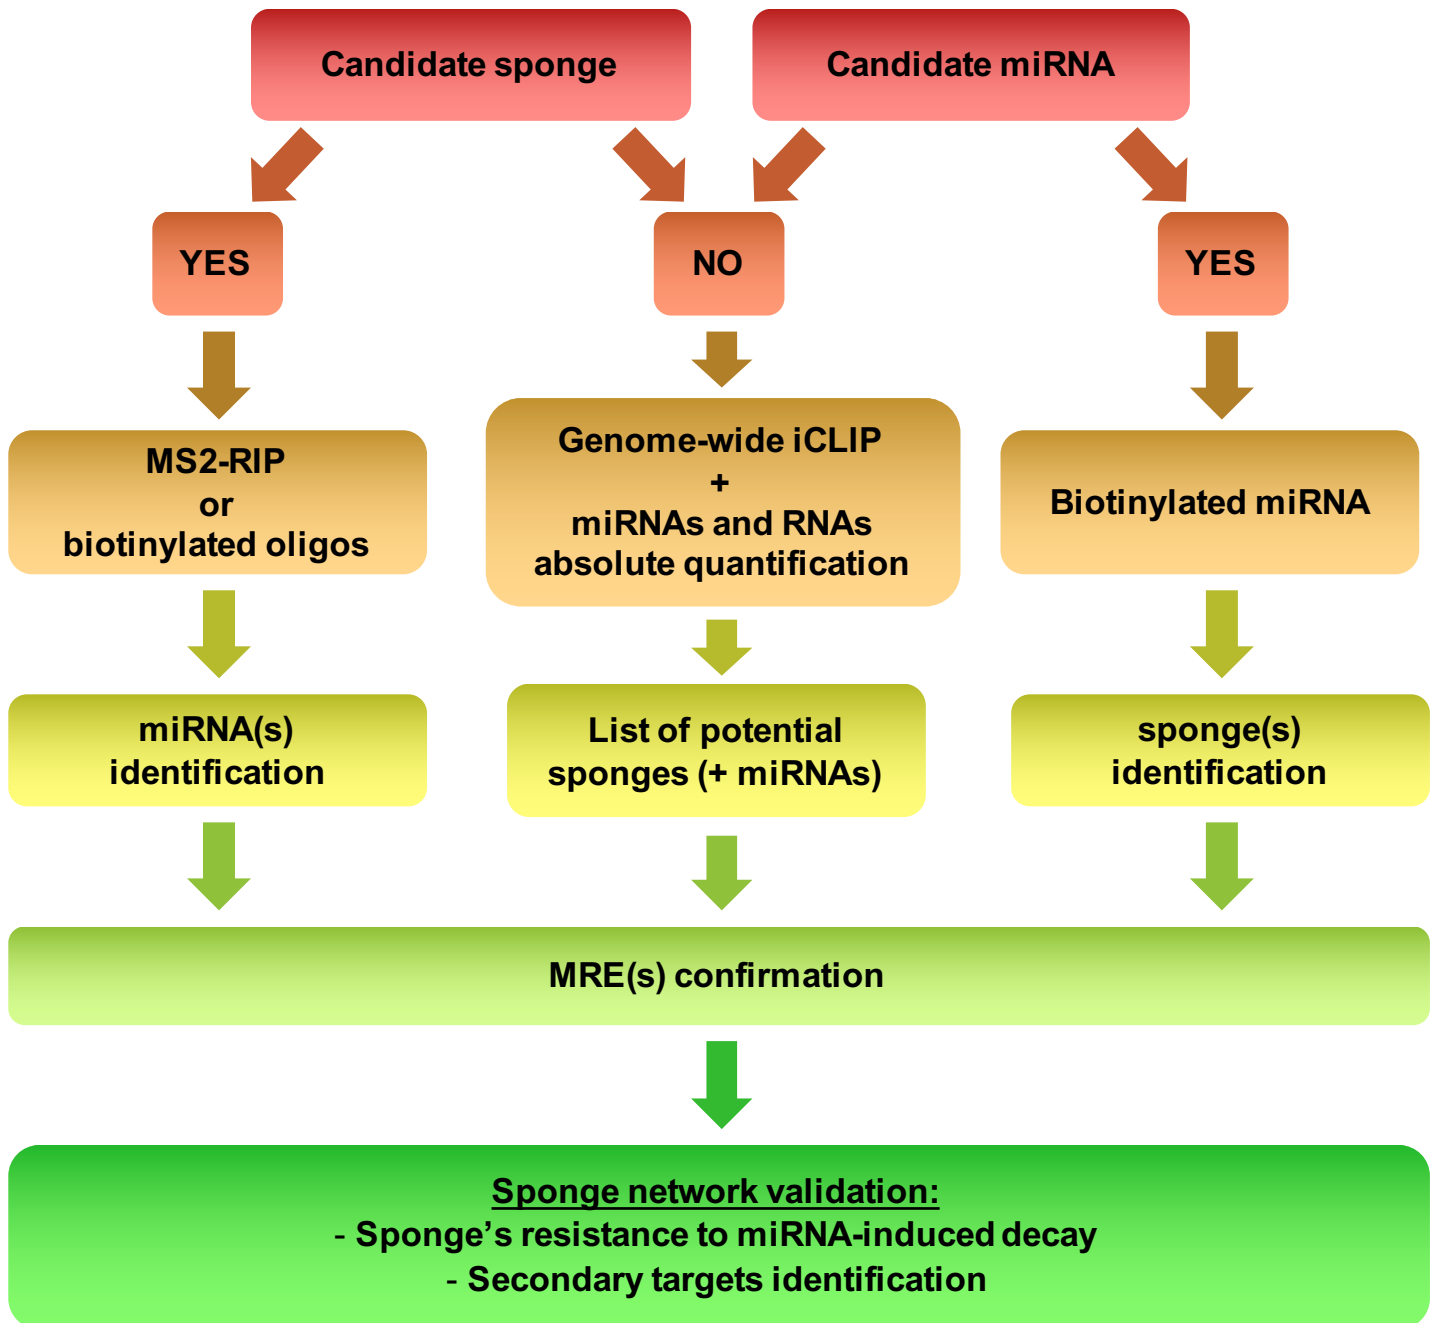 Candidate sponge
Candidate miRNA
YES
NO
YES
MS2-RIP
or
biotinylated oligos
Genome-wide iCLIP
+
miRNAs and RNAs
absolute quantification
Biotinylated miRNA
miRNA(s)
identification
List of potential
sponges (+ miRNAs)
sponge(s)
identification
MRE(s) confirmation
Sponge network validation:
- Sponge’s resistance to miRNA-induced decay
- Secondary targets identification